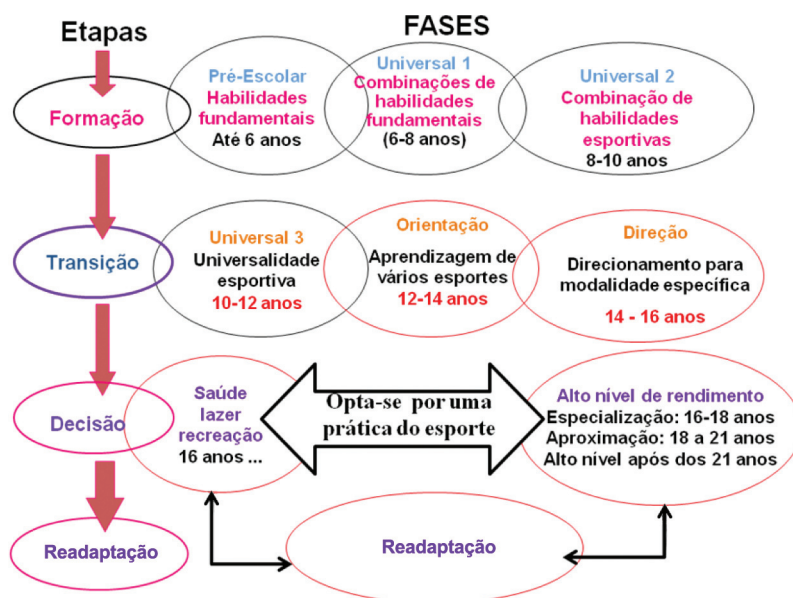 Etapas
FASES
Formação
Pré-Escolar
Habilidades
fundamentais
Até 6 anos
Universal 1
Combinações de
habilidades
fundamentais
(6-8 anos)
Universal 2
Combinação de
habilidades
esportivas
8-10 anos
Transição
Universal 3
Universalidade
esportiva
10-12 anos
Orientação
Aprendizagem de
vários esportes
12-14 anos
Direção
Direcionamento para
modalidade específica
14 - 16 anos
Decisão
Saúde
lazer
recreação
16 anos ...
Opta-se por uma
prática do esporte
Alto nível de rendimento
Especialização: 16-18 anos
Aproximação: 18 a 21 anos
Alto nível após dos 21 anos
Readaptação
Readaptação